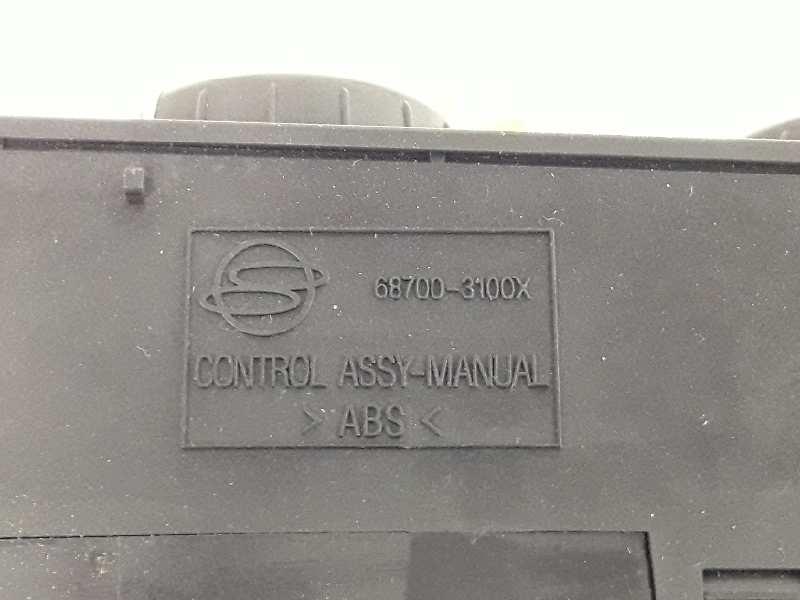 68700-3100X
CONTROL ASSY-MANUAL
> ABS <